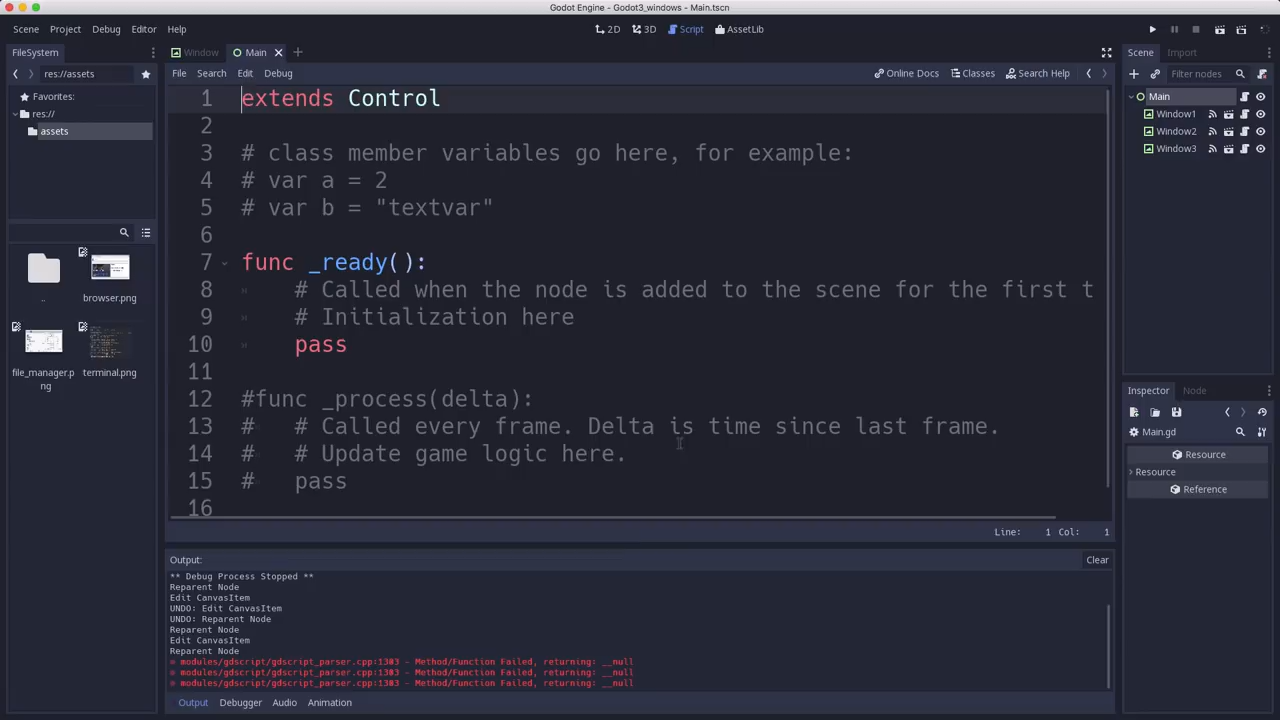 Godot Engine - Godot3_windows - Main.tscn
Scene Project Debug Editor Help
2D 3D Script AssetLib
FileSystem
res://assets
Favorites:
res://
assets
..
browser.png
file_manager.p
ng
terminal.png
Window Main
File Search Edit Debug
Online Docs Classes Search Help
1 extends Control
2
3 # class member variables go here, for example:
4 # var a = 2
5 # var b = "textvar"
6
7 func _ready():
8 # Called when the node is added to the scene for the first t
9 # Initialization here
10 pass
11
12 #func _process(delta):
13 # # Called every frame. Delta is time since last frame.
14 # # Update game logic here.
15 # pass
16
Line: 1 Col: 1
Output: Clear
** Debug Process Stopped **
Reparent Node
Edit CanvasItem
UNDO: Edit CanvasItem
UNDO: Reparent Node
Reparent Node
Edit CanvasItem
Reparent Node
modules/gdscript/gdscript_parser.cpp:1303 - Method/Function Failed, returning: __null
modules/gdscript/gdscript_parser.cpp:1303 - Method/Function Failed, returning: __null
modules/gdscript/gdscript_parser.cpp:1303 - Method/Function Failed, returning: __null
Output Debugger Audio Animation
Scene Import
Filter nodes
Main
Window1
Window2
Window3
Inspector Node
Main.gd
Resource
Resource
Reference